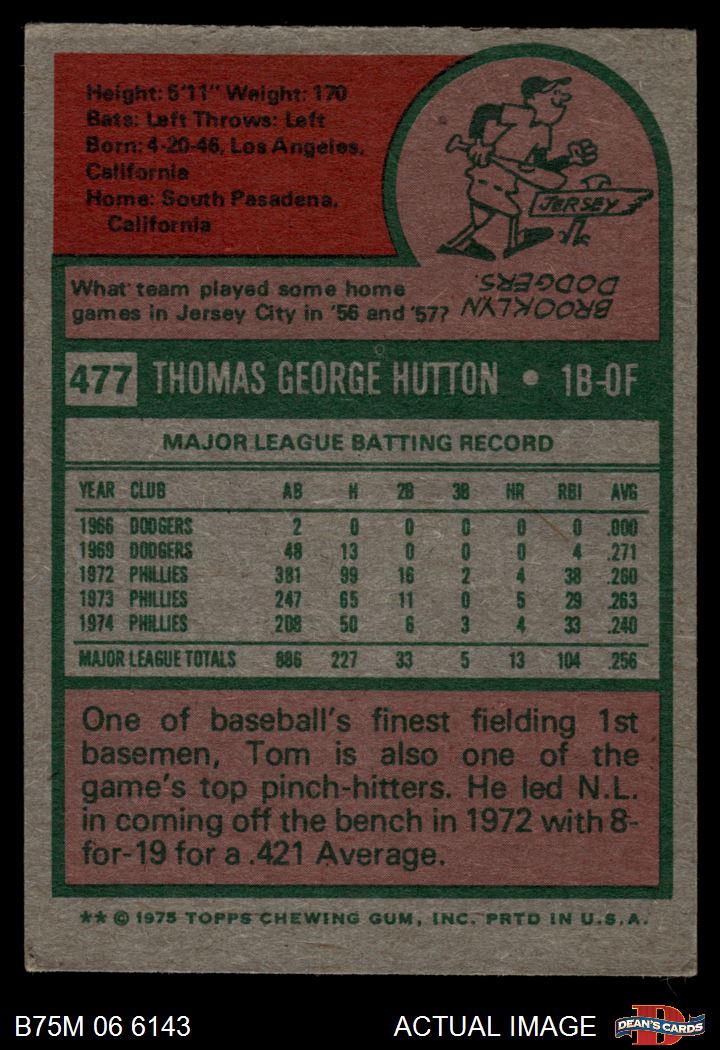 Height: 5'11" Weight: 170
Bats: Left Throws: Left
Born: 4-20-46, Los Angeles,
California
Home: South Pasadena,
California
JERSEY
What team played some home
games in Jersey City in '56 and '57?
BROOKLYN
DODGERS.
477 THOMAS GEORGE HUTTON • 1B-OF
MAJOR LEAGUE BATTING RECORD
YEAR CLUB AB H 2B 3B HR RBI AVG
1966 DODGERS 2 0 0 0 0 0 .000
1969 DODGERS 48 13 0 0 0 4 .271
1972 PHILLIES 381 99 16 2 4 38 .260
1973 PHILLIES 247 65 11 0 5 29 .263
1974 PHILLIES 208 50 6 3 4 33 .240
MAJOR LEAGUE TOTALS 886 227 33 5 13 104 .256
One of baseball's finest fielding 1st
basemen, Tom is also one of the
game's top pinch-hitters. He led N.L.
in coming off the bench in 1972 with 8-
for-19 for a .421 Average.
** © 1975 TOPPS CHEWING GUM, INC. PRTD IN U.S.A.
B75M 06 6143 ACTUAL IMAGE
DEAN'S CARDS